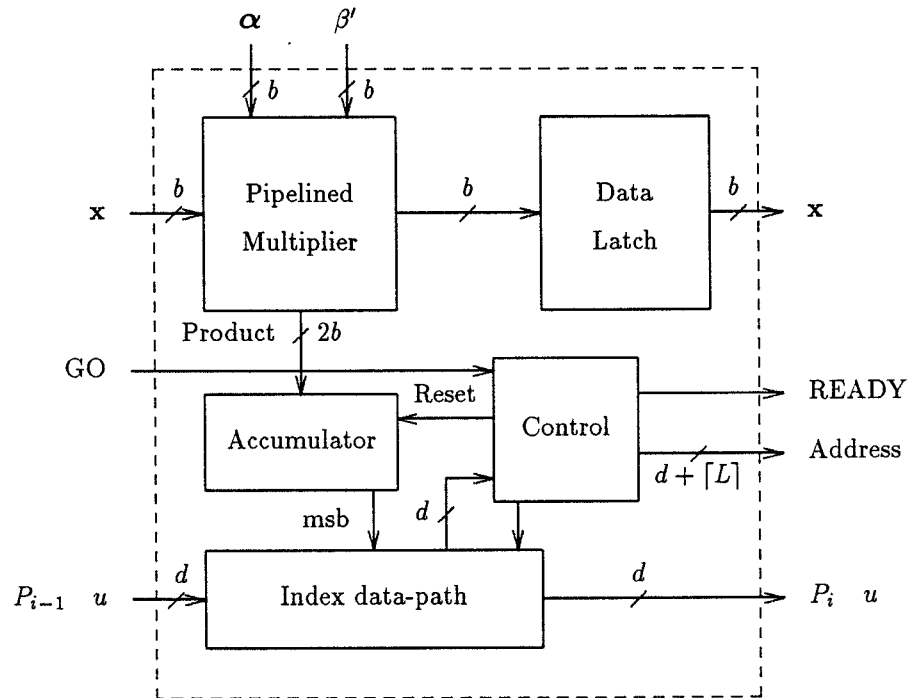 α β′
b b
x b Pipelined Multiplier b Data Latch b x
Product 2b
GO
Reset
READY
Accumulator
Control
Address
d + ⌈L⌉
msb
d
P_{i−1} u d Index data-path d P_i u